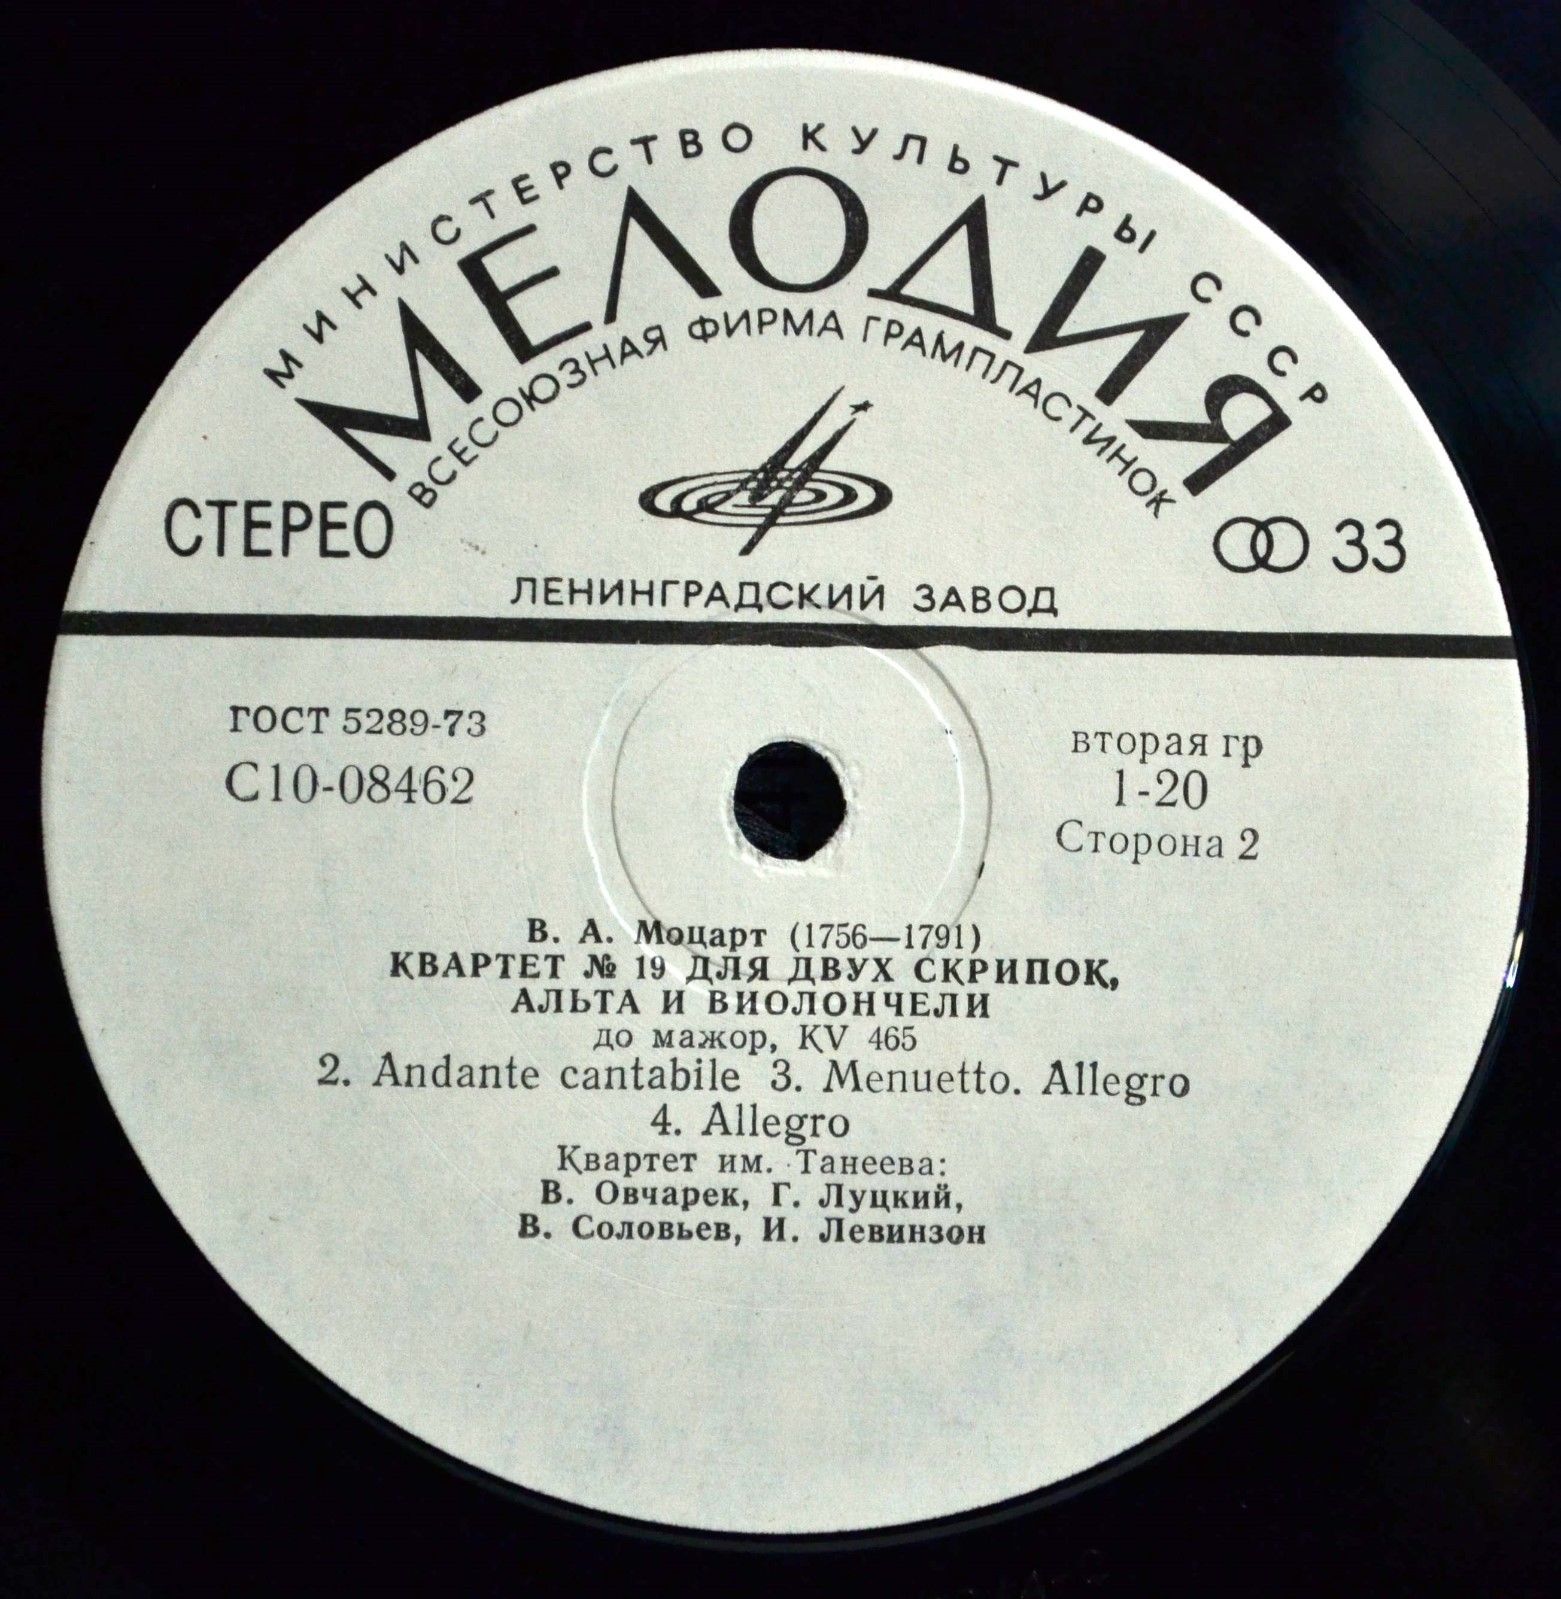 МИНИСТЕРСТВО КУЛЬТУРЫ СССР
МЕЛОДИЯ
ВСЕСОЮЗНАЯ ФИРМА ГРАМПЛАСТИНОК
СТЕРЕО
33
ЛЕНИНГРАДСКИЙ ЗАВОД
ГОСТ 5289-73
С10-08462
вторая гр
1-20
Сторона 2
В. А. Моцарт (1756—1791)
КВАРТЕТ № 19 ДЛЯ ДВУХ СКРИПОК,
АЛЬТА И ВИОЛОНЧЕЛИ
до мажор, KV 465
2. Andante cantabile 3. Menuetto. Allegro
4. Allegro
Квартет им. Танеева:
В. Овчарек, Г. Луцкий,
В. Соловьев, И. Левинзон